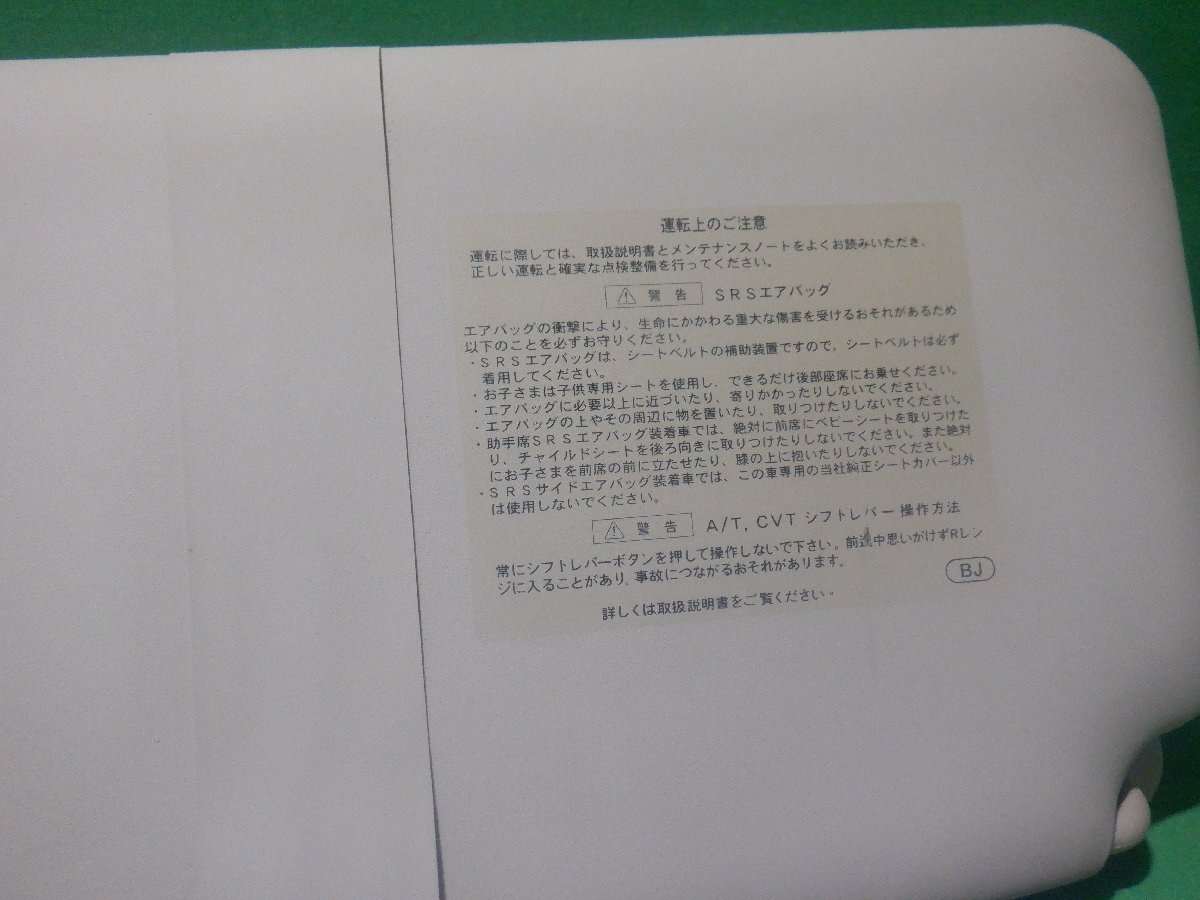 運転上のご注意
運転に際しては、取扱説明書とメンテナンスノートをよくお読みいただき、
正しい運転と確実な点検整備を行ってください。
警告 SRSエアバッグ
エアバッグの衝撃により、生命にかかわる重大な傷害を受けるおそれがあるため
以下のことを必ずお守りください。
・SRSエアバッグは、シートベルトの補助装置ですので、シートベルトは必ず
着用してください。
・お子さまは子供専用シートを使用し、できるだけ後部座席にお乗せください。
・エアバッグに必要以上に近づいたり、寄りかかったりしないでください。
・エアバッグの上やその周辺に物を置いたり、取りつけたりしないでください。
・助手席SRSエアバッグ装着車では、絶対に前席にベビーシートを取りつけた
り、チャイルドシートを後ろ向きに取りつけたりしないでください。また絶対
にお子さまを前席の前に立たせたり、膝の上に抱いたりしないでください。
・SRSサイドエアバッグ装着車では、この車専用の当社純正シートカバー以外
は使用しないでください。
警告 A/T, CVT シフトレバー操作方法
常にシフトレバーボタンを押して操作しないで下さい。前進中思いがけずRレン
ジに入ることがあり、事故につながるおそれがあります。
BJ
詳しくは取扱説明書をご覧ください。